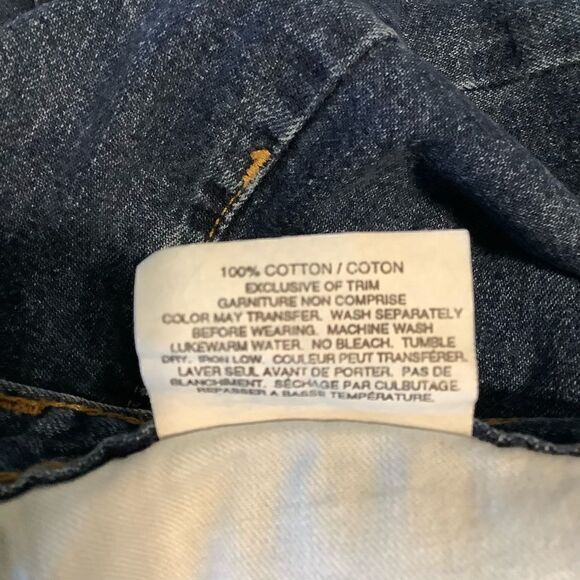 100% COTTON / COTON
EXCLUSIVE OF TRIM
GARNITURE NON COMPRISE
COLOR MAY TRANSFER. WASH SEPARATELY
BEFORE WEARING. MACHINE WASH
LUKEWARM WATER. NO BLEACH. TUMBLE
DRY. IRON LOW. COULEUR PEUT TRANSFÉRER.
LAVER SEUL AVANT DE PORTER. PAS DE
BLANCHIMENT. SÉCHAGE PAR CULBUTAGE.
REPASSER A BASSE TEMPÉRATURE.